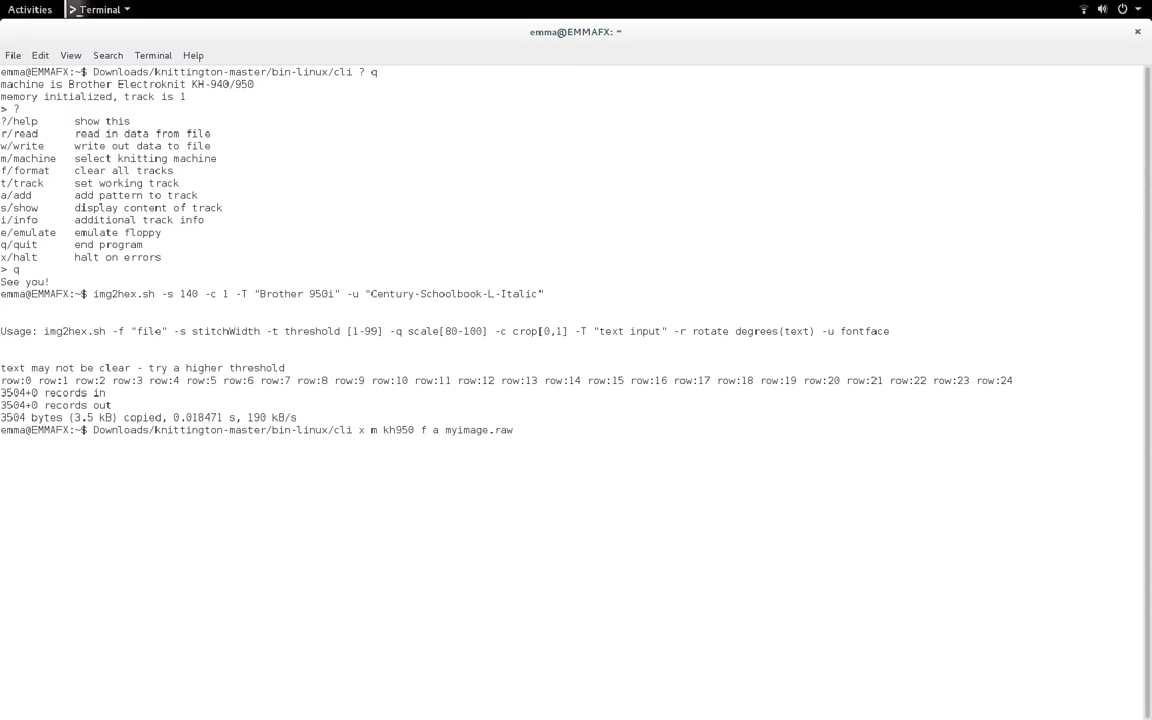 Activities
Terminal
emma@EMMAFX: ~
File Edit View Search Terminal Help
emma@EMMAFX:~$ Downloads/knittington-master/bin-linux/cli ? q
machine is Brother Electroknit KH-940/950
memory initialized, track is 1
> ?
?/help show this
r/read read in data from file
w/write write out data to file
m/machine select knitting machine
f/format clear all tracks
t/track set working track
a/add add pattern to track
s/show display content of track
i/info additional track info
e/emulate emulate floppy
q/quit end program
x/halt halt on errors
> q
See you!
emma@EMMAFX:~$ img2hex.sh -s 140 -c 1 -T "Brother 950i" -u "Century-Schoolbook-L-Italic"
Usage: img2hex.sh -f "file" -s stitchWidth -t threshold [1-99] -q scale[80-100] -c crop[0,1] -T "text input" -r rotate degrees(text) -u fontface
text may not be clear - try a higher threshold
row:0 row:1 row:2 row:3 row:4 row:5 row:6 row:7 row:8 row:9 row:10 row:11 row:12 row:13 row:14 row:15 row:16 row:17 row:18 row:19 row:20 row:21 row:22 row:23 row:24
3504+0 records in
3504+0 records out
3504 bytes (3.5 kB) copied, 0.018471 s, 190 kB/s
emma@EMMAFX:~$ Downloads/knittington-master/bin-linux/cli x m kh950 f a myimage.raw